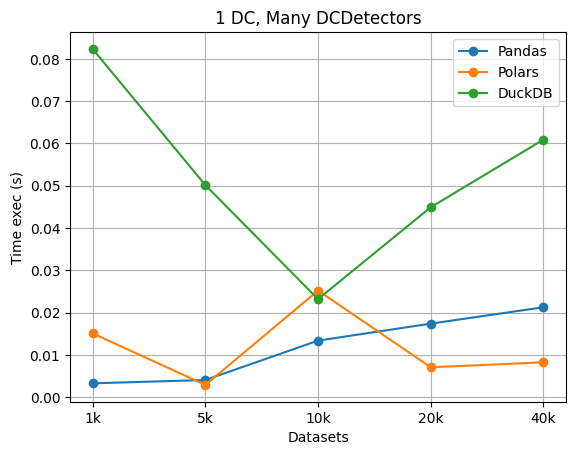 1 DC, Many DCDetectors
Pandas
Polars
DuckDB
Time exec (s)
0.08
0.07
0.06
0.05
0.04
0.03
0.02
0.01
0.00
1k 5k 10k 20k 40k
Datasets